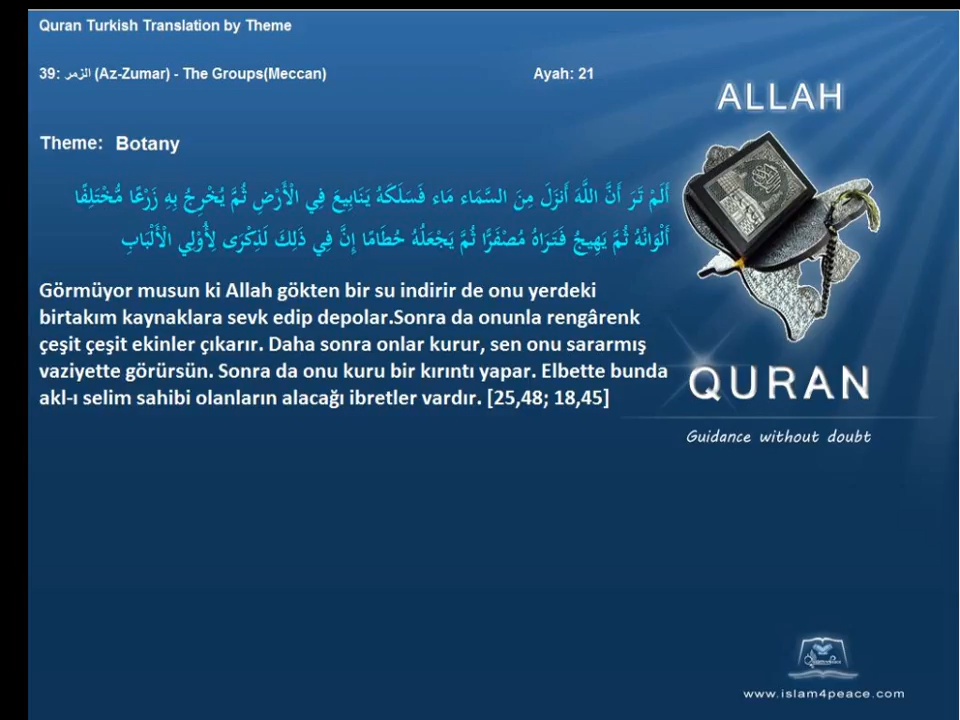 Quran Turkish Translation by Theme
39: الزمر (Az-Zumar) - The Groups(Meccan) Ayah: 21
Theme: Botany
أَلَمْ تَرَ أَنَّ اللَّهَ أَنْزَلَ مِنَ السَّمَاء مَاء فَسَلَكَهُ يَنَابِيعَ فِي الْأَرْضِ ثُمَّ يُخْرِجُ بِهِ زَرْعًا مُّخْتَلِفًا
أَلْوَانُهُ ثُمَّ يَهِيجُ فَتَرَاهُ مُصْفَرًّا ثُمَّ يَجْعَلُهُ حُطَامًا إِنَّ فِي ذَلِكَ لَذِكْرَى لِأُوْلِي الْأَلْبَابِ
Görmüyor musun ki Allah gökten bir su indirir de onu yerdeki
birtakım kaynaklara sevk edip depolar.Sonra da onunla rengârenk
çeşit çeşit ekinler çıkarır. Daha sonra onlar kurur, sen onu sararmış
vaziyette görürsün. Sonra da onu kuru bir kırıntı yapar. Elbette bunda
akl-ı selim sahibi olanların alacağı ibretler vardır. [25,48; 18,45]
ALLAH
QURAN
Guidance without doubt
www.islam4peace.com